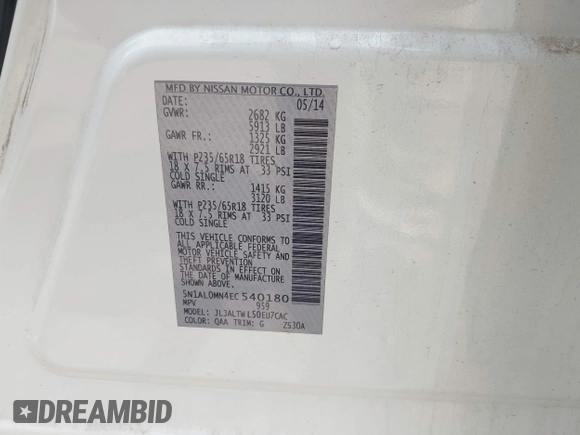 MFD BY NISSAN MOTOR CO., LTD.
DATE: 05/14
GVWR: 2682 KG
5913 LB
GAWR FR.: 1325 KG
2921 LB
WITH P235/65R18 TIRES
18 X 7.5 RIMS AT 33 PSI
COLD SINGLE
GAWR RR.: 1415 KG
3120 LB
WITH P235/65R18 TIRES
18 X 7.5 RIMS AT 33 PSI
COLD SINGLE
THIS VEHICLE CONFORMS TO
ALL APPLICABLE FEDERAL
MOTOR VEHICLE SAFETY
STANDARDS IN EFFECT ON
THE DATE OF MANUFACTURE
SHOWN ABOVE.
5N1AL0MN4EC540180
MPV 959
MODEL: JLJALTWL50EU7CAC
COLOR: QAA TRIM: G Z530A
DREAMBID